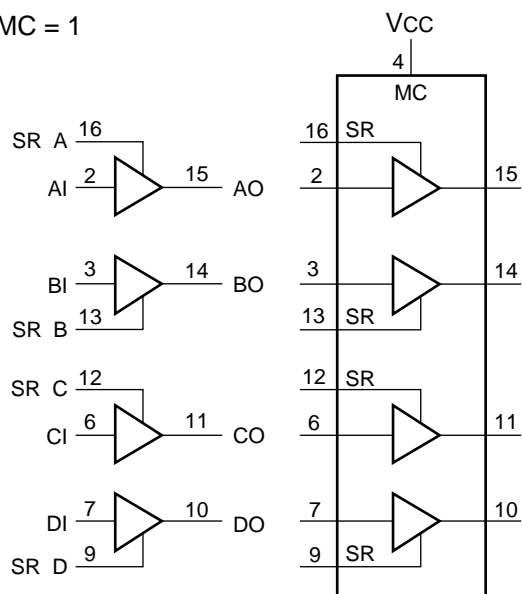 MC = 1
VCC
4
MC
SR A 16
AI 2 15 AO
BI 3 14 BO
SR B 13
SR C 12
CI 6 11 CO
DI 7 10 DO
SR D 9
16 SR
2 15
3 14
13 SR
12 SR
6 11
7 10
9 SR